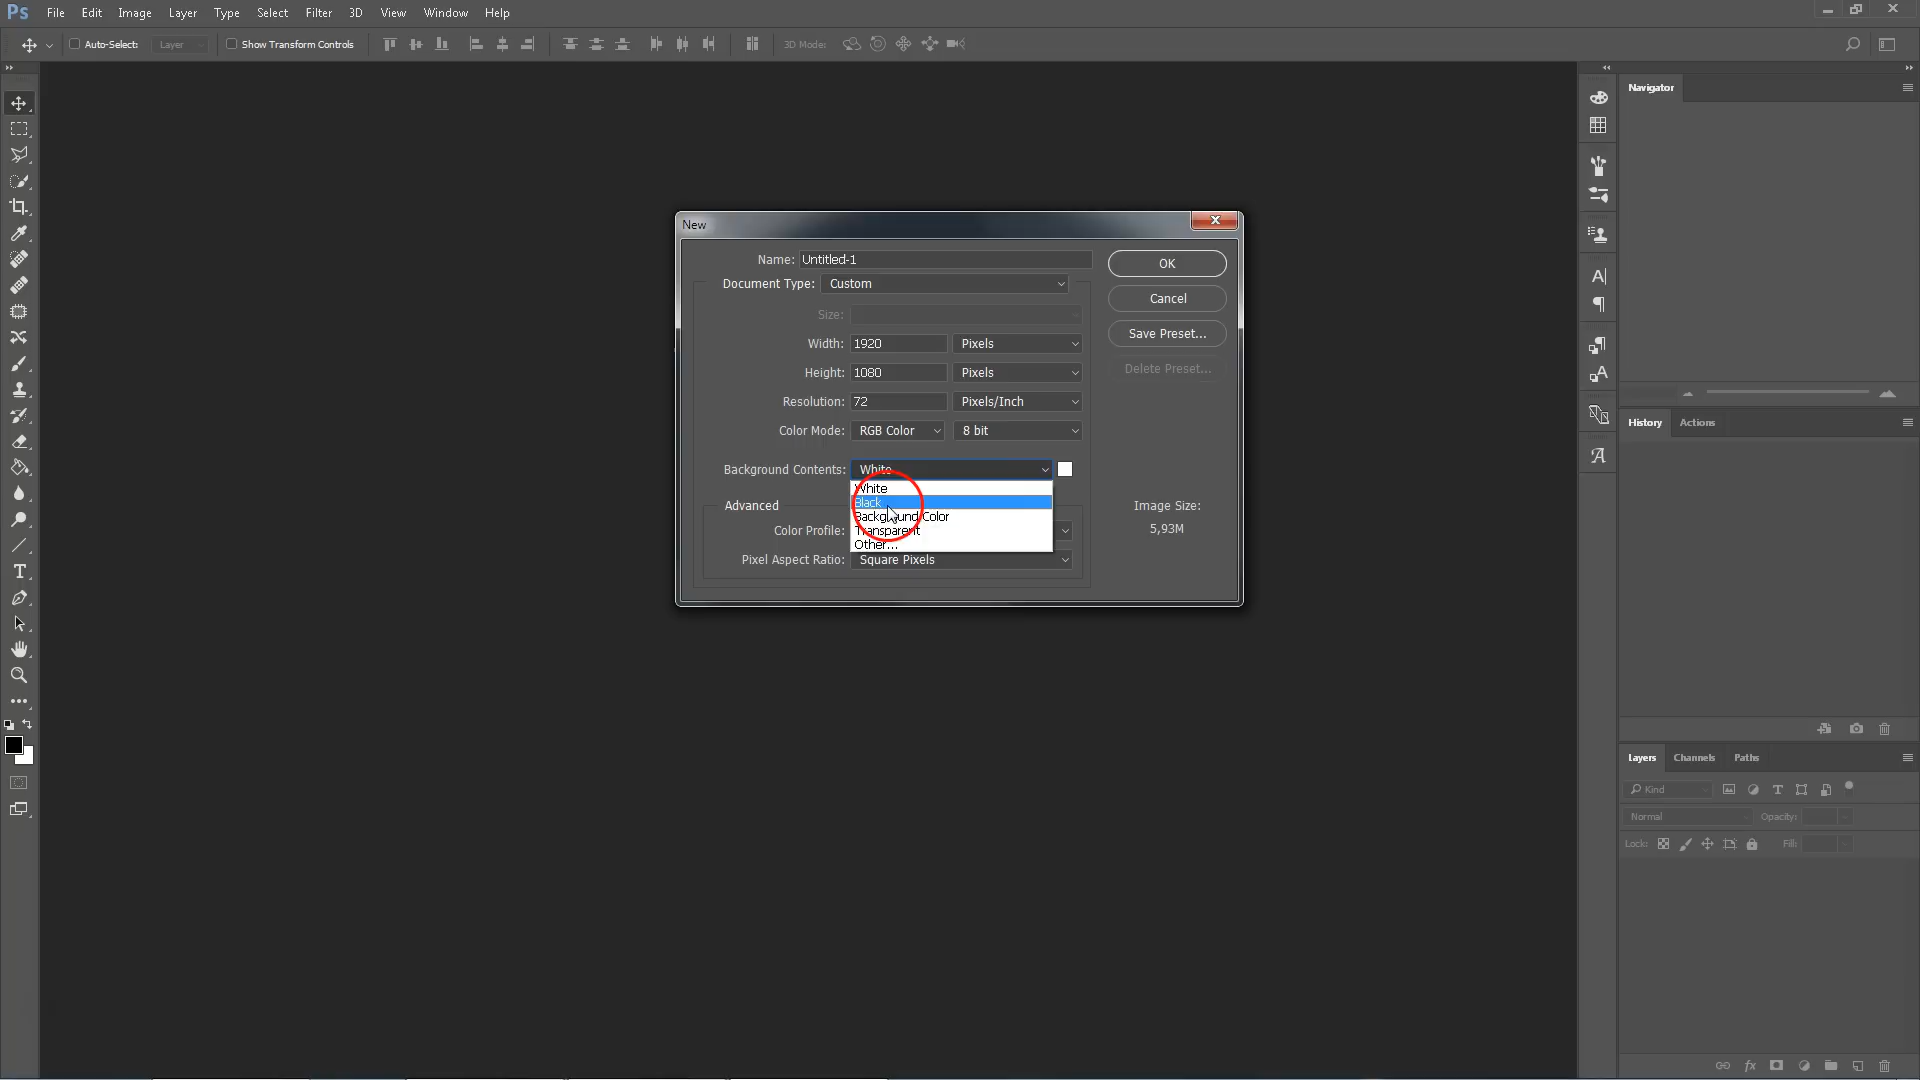 Ps File Edit Image Layer Type Select Filter 3D View Window Help
Auto-Select: Layer Show Transform Controls 3D Mode:
Navigator
New
Name: Untitled-1 OK
Document Type: Custom
Cancel
Size:
Save Preset...
Width: 1920 Pixels
Height: 1080 Pixels
Delete Preset...
Resolution: 72 Pixels/Inch
Color Mode: RGB Color 8 bit
History Actions
Background Contents: White
White
Black
Background Color
Transparent
Other...
Advanced
Color Profile:
Pixel Aspect Ratio: Square Pixels
Image Size:
5,93M
Layers Channels Paths
Kind
Normal Opacity:
Lock: Fill:
fx